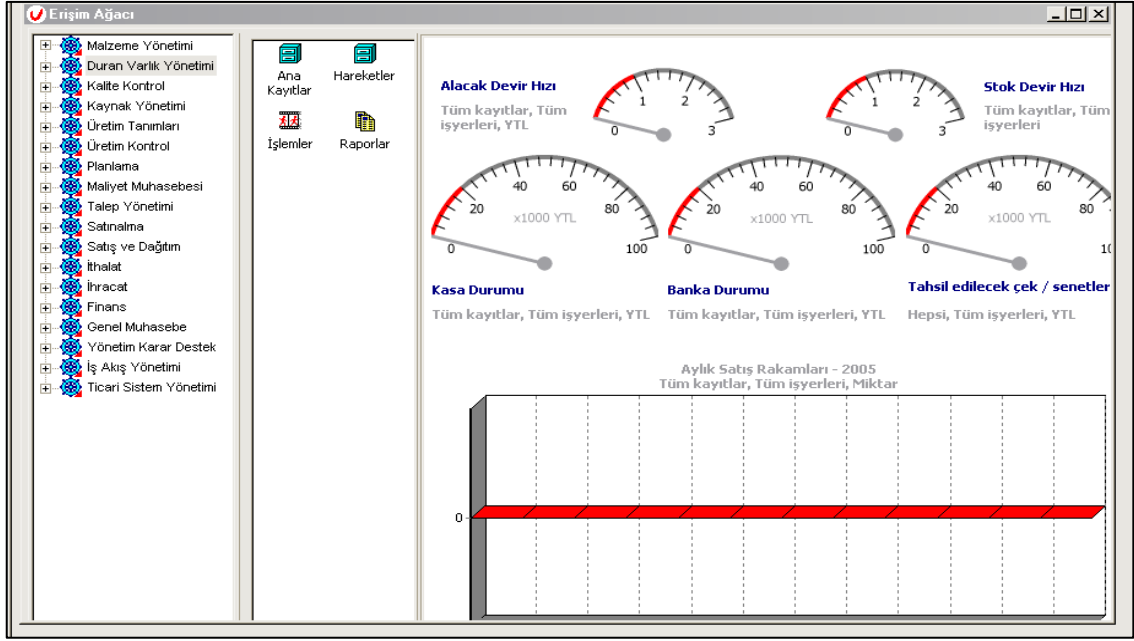 Erişim Ağacı
Malzeme Yönetimi
Duran Varlık Yönetimi
Kalite Kontrol
Kaynak Yönetimi
Üretim Tanımları
Üretim Kontrol
Planlama
Maliyet Muhasebesi
Talep Yönetimi
Satınalma
Satış ve Dağıtım
İthalat
İhracat
Finans
Genel Muhasebe
Yönetim Karar Destek
İş Akış Yönetimi
Ticari Sistem Yönetimi
Ana
Kayıtlar
Hareketler
İşlemler
Raporlar
Alacak Devir Hızı
Tüm kayıtlar, Tüm
işyerleri, YTL
0 1 2 3
0 1 2 3
Stok Devir Hızı
Tüm kayıtlar, Tüm
işyerleri
0 20 40 60 80 100
x1000 YTL
Kasa Durumu
Tüm kayıtlar, Tüm işyerleri, YTL
0 20 40 60 80 100
x1000 YTL
Banka Durumu
Tüm kayıtlar, Tüm işyerleri, YTL
0 20 40 60 80 10
x1000 YTL
Tahsil edilecek çek / senetler
Hepsi, Tüm işyerleri, YTL
Aylık Satış Rakamları - 2005
Tüm kayıtlar, Tüm işyerleri, Miktar
0